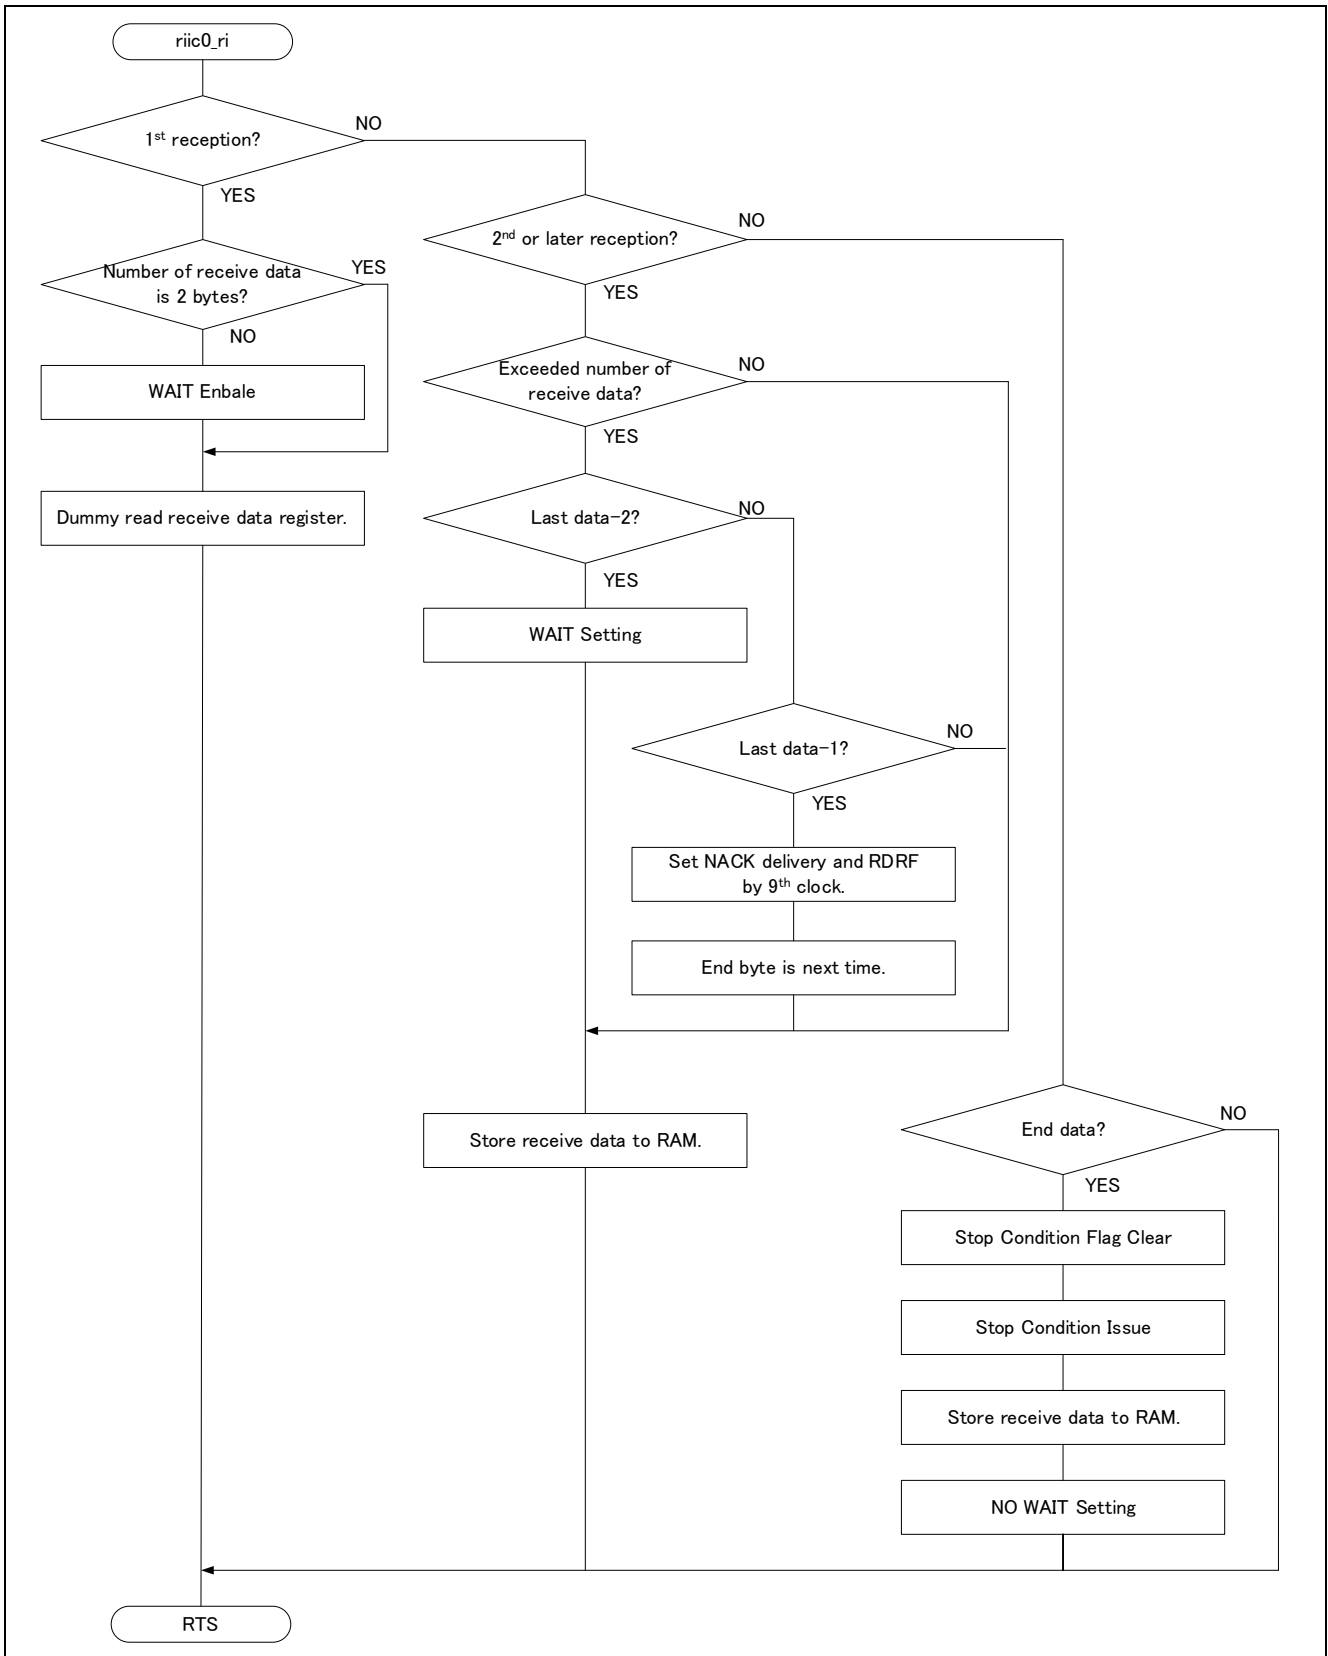 riic0_ri
1st reception?
NO
YES
2nd or later reception?
NO
YES
Number of receive data
is 2 bytes?
YES
NO
Exceeded number of
receive data?
NO
YES
WAIT Enbale
Dummy read receive data register.
Last data-2?
NO
YES
WAIT Setting
Last data-1?
NO
YES
Set NACK delivery and RDRF
by 9th clock.
End byte is next time.
Store receive data to RAM.
End data?
NO
YES
Stop Condition Flag Clear
Stop Condition Issue
Store receive data to RAM.
NO WAIT Setting
RTS